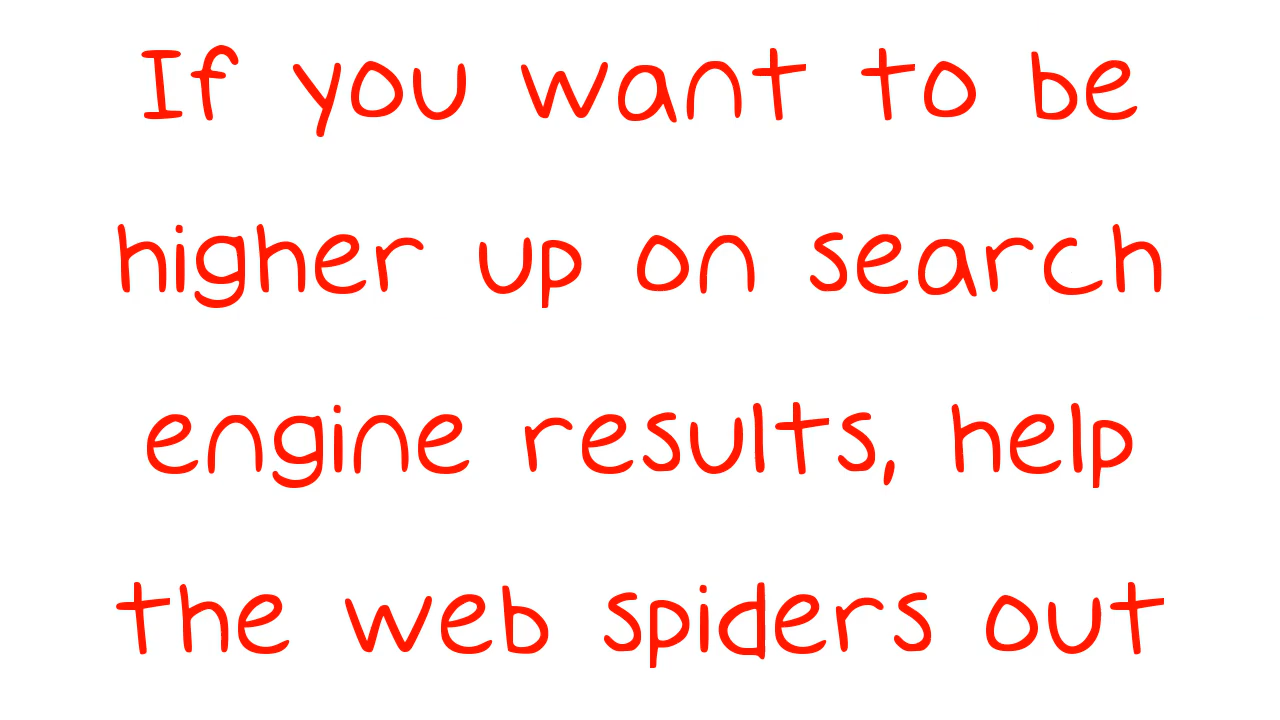 If you want to be
higher up on search
engine results, help
the web spiders out